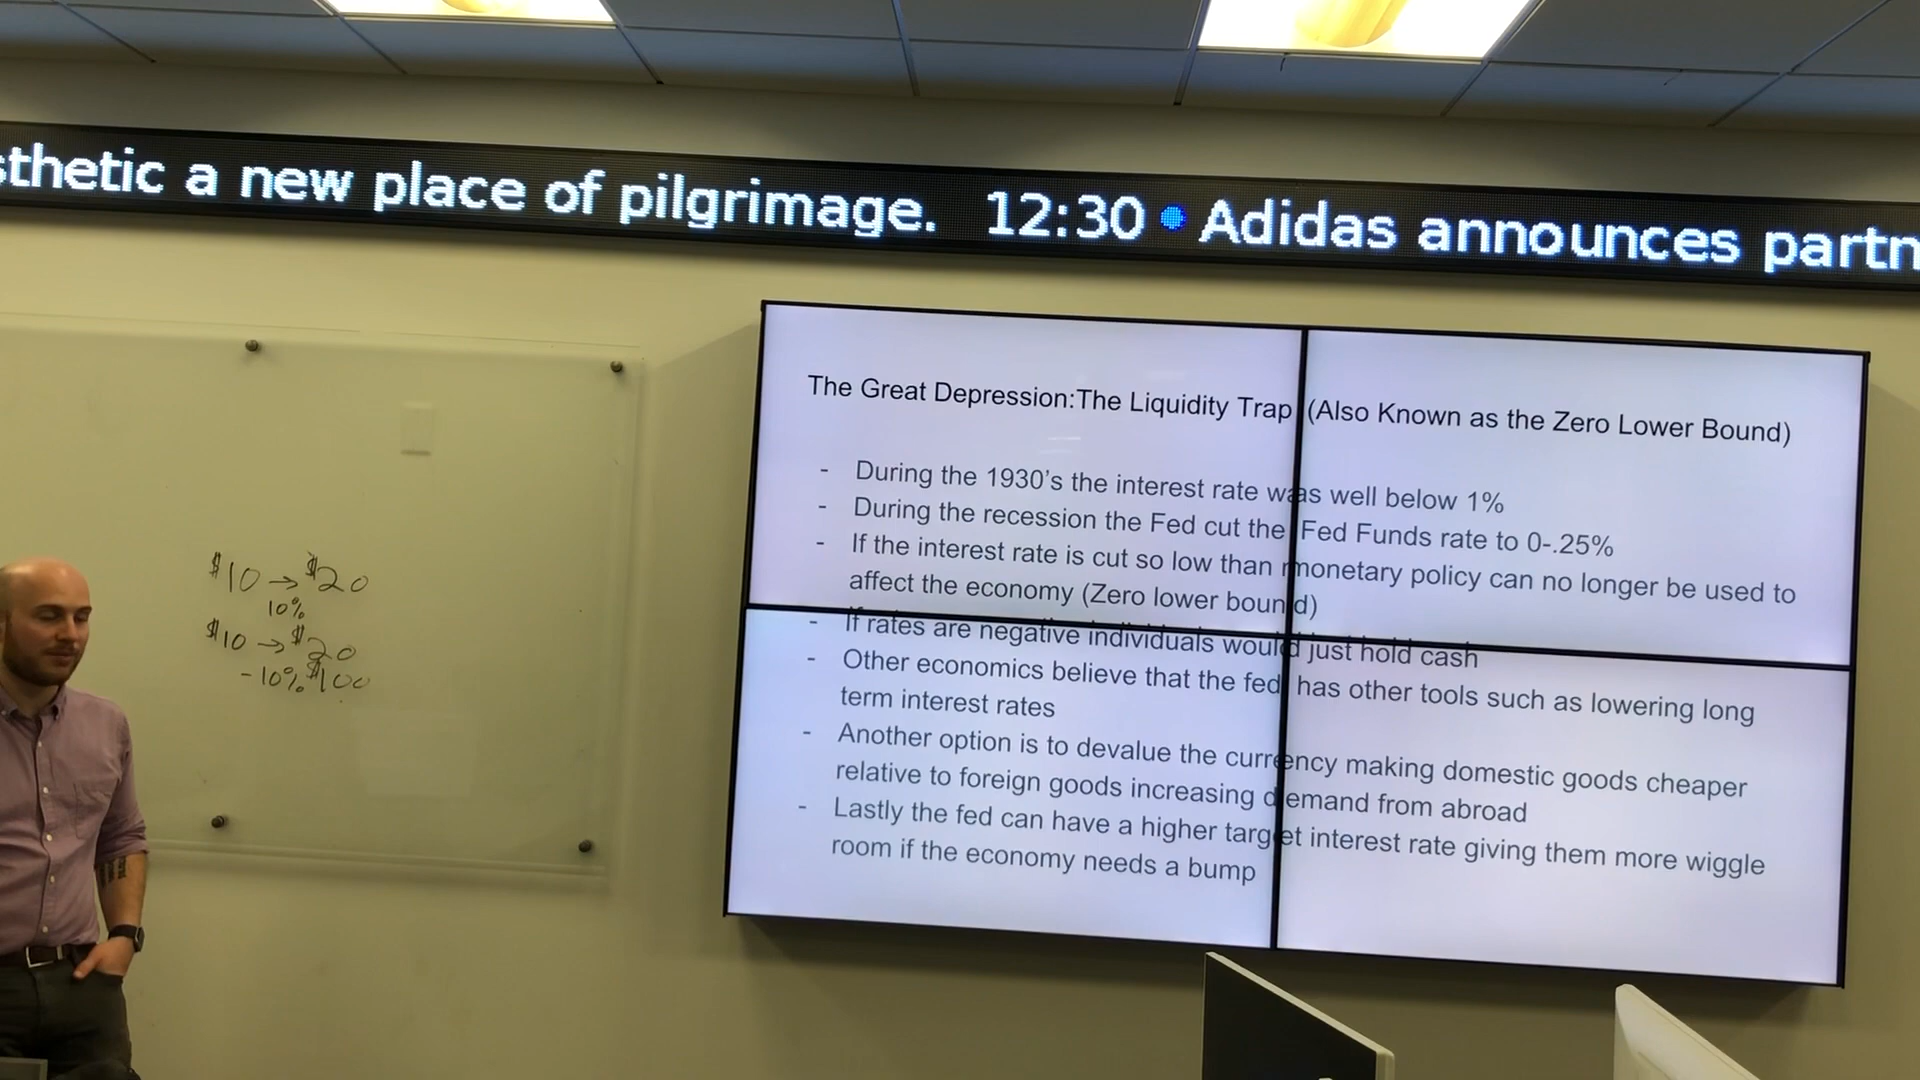 a new place of pilgrimage. 12:30 • Adidas announces
The Great Depression:The Liquidity Trap (Also Known as the Zero Lower Bound)
- During the 1930's the interest rate was well below 1%
- During the recession the Fed cut the Fed Funds rate to 0-.25%
- If the interest rate is cut so low than monetary policy can no longer be used to
affect the economy (Zero lower bound)
- If rates are negative individuals would just hold cash
- Other economics believe that the fed has other tools such as lowering long
term interest rates
- Another option is to devalue the currency making domestic goods cheaper
relative to foreign goods increasing demand from abroad
- Lastly the fed can have a higher target interest rate giving them more wiggle
room if the economy needs a bump
$10 → $20
10%
$10 → $20
-10% $100